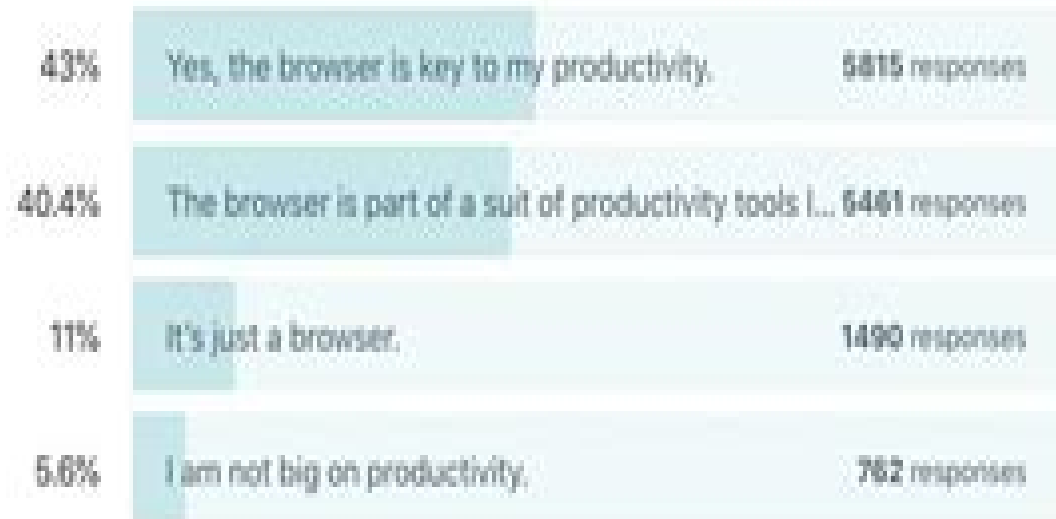 43% Yes, the browser is key to my productivity. 5815 responses
40.4% The browser is part of a suit of productivity tools I... 5461 responses
11% It's just a browser. 1490 responses
5.6% I am not big on productivity. 762 responses